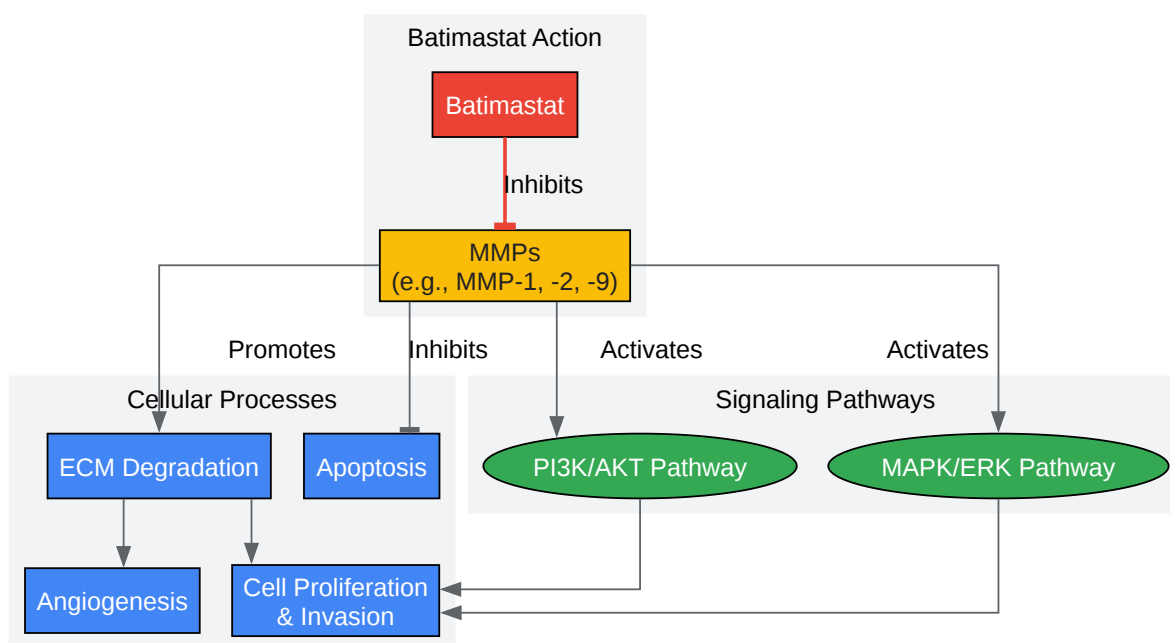 Batimastat Action
Batimastat
Inhibits
MMPs
(e.g., MMP-1, -2, -9)
Promotes
Inhibits
Activates
Activates
Cellular Processes
Signaling Pathways
ECM Degradation
Apoptosis
PI3K/AKT Pathway
MAPK/ERK Pathway
Angiogenesis
Cell Proliferation
& Invasion